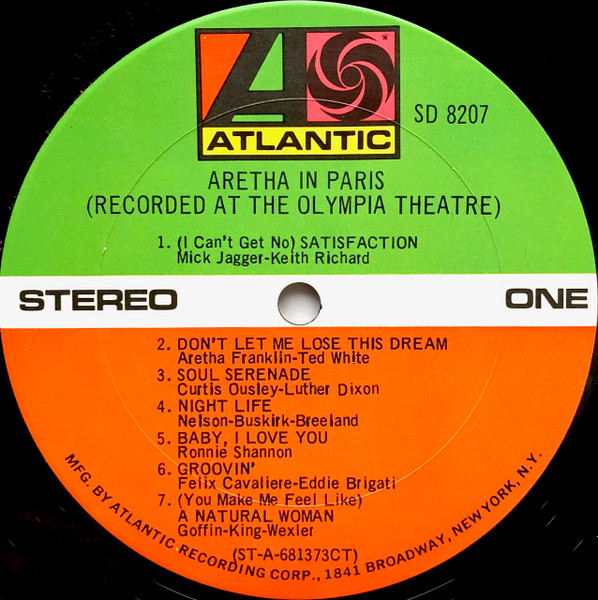 ATLANTIC
SD 8207
ARETHA IN PARIS
(RECORDED AT THE OLYMPIA THEATRE)
1. (I Can't Get No) SATISFACTION
Mick Jagger-Keith Richard
STEREO
ONE
2. DON'T LET ME LOSE THIS DREAM
Aretha Franklin-Ted White
3. SOUL SERENADE
Curtis Ousley-Luther Dixon
4. NIGHT LIFE
Nelson-Buskirk-Breeland
5. BABY, I LOVE YOU
Ronnie Shannon
6. GROOVIN'
Felix Cavaliere-Eddie Brigati
7. (You Make Me Feel Like)
A NATURAL WOMAN
Goffin-King-Wexler
(ST-A-681373CT)
MFG. BY ATLANTIC RECORDING CORP., 1841 BROADWAY, NEW YORK, N.Y.